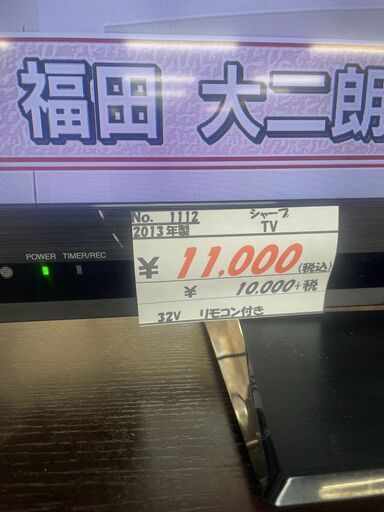 福田 大二朗
POWER TIMER/REC
No. 1112 シャープ
2013年製 TV
¥ 11,000 (税込)
¥ 10,000+税
32V リモコン付き